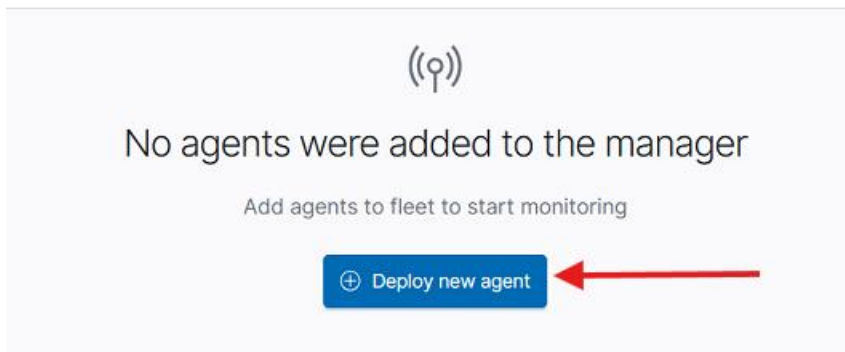 No agents were added to the manager
Add agents to fleet to start monitoring
Deploy new agent